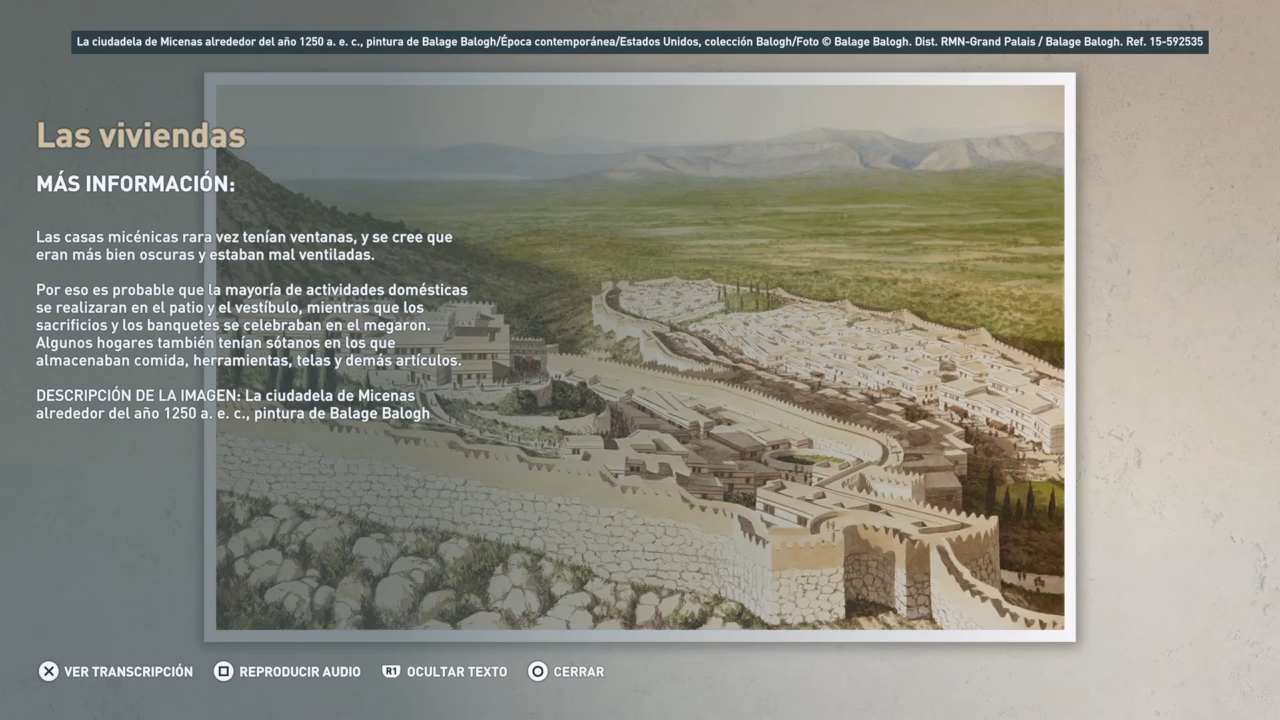 La ciudadela de Micenas alrededor del año 1250 a. e. c., pintura de Balage Balogh/Época contemporánea/Estados Unidos, colección Balogh/Foto © Balage Balogh. Dist. RMN-Grand Palais / Balage Balogh. Ref. 15-592535
Las viviendas
MÁS INFORMACIÓN:
Las casas micénicas rara vez tenían ventanas, y se cree que
eran más bien oscuras y estaban mal ventiladas.
Por eso es probable que la mayoría de actividades domésticas
se realizaran en el patio y el vestíbulo, mientras que los
sacrificios y los banquetes se celebraban en el megaron.
Algunos hogares también tenían sótanos en los que
almacenaban comida, herramientas, telas y demás artículos.
DESCRIPCIÓN DE LA IMAGEN: La ciudadela de Micenas
alrededor del año 1250 a. e. c., pintura de Balage Balogh
VER TRANSCRIPCIÓN REPRODUCIR AUDIO R1 OCULTAR TEXTO CERRAR